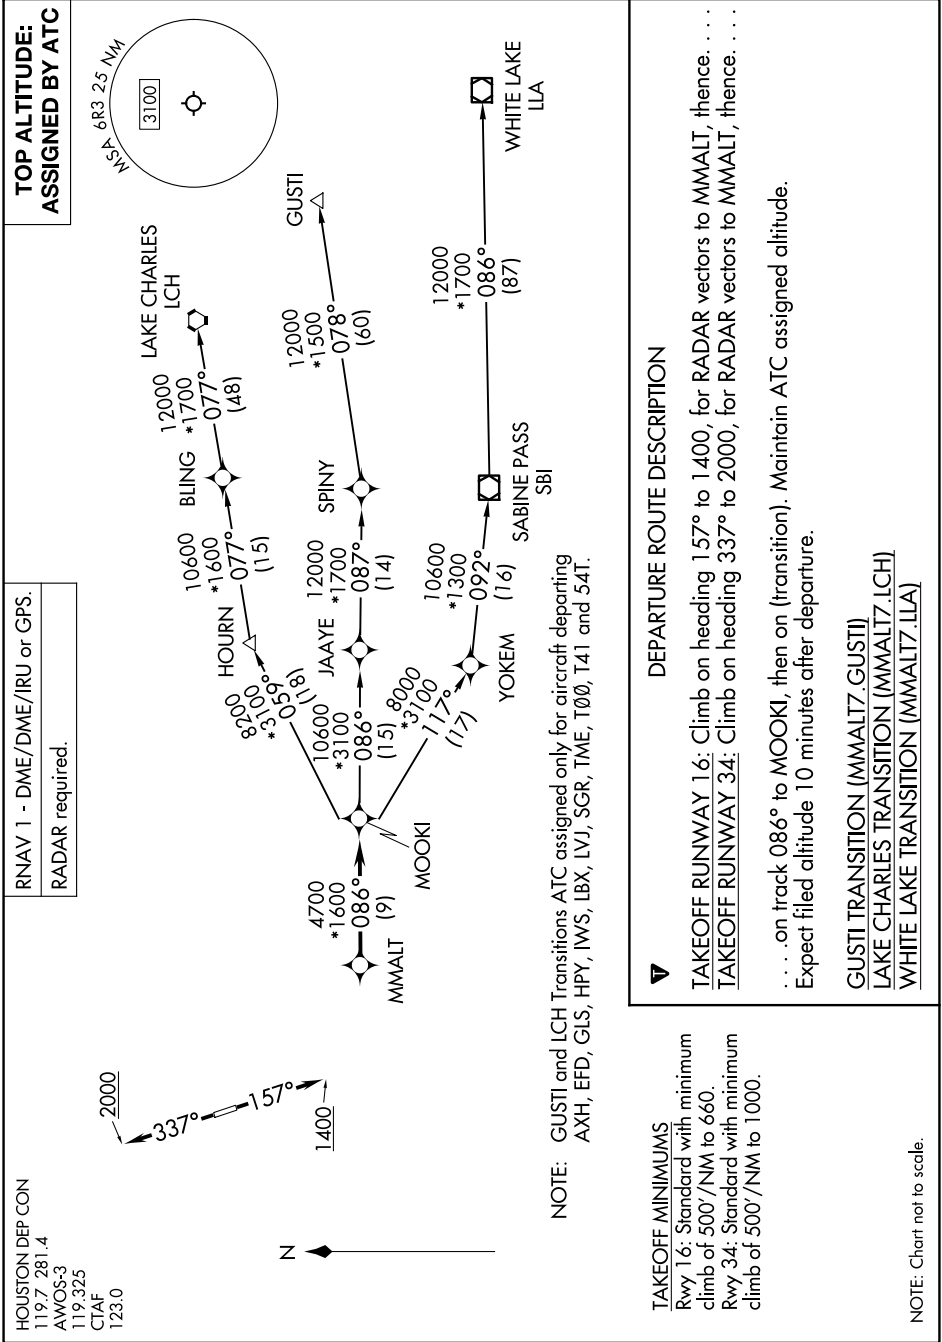 HOUSTON DEP CON
119.7 281.4
AWOS-3
119.325
CTAF
123.0
RNAV 1 - DME/DME/IRU or GPS.
RADAR required.
TOP ALTITUDE:
ASSIGNED BY ATC
MSA 6R3 25 NM
3100
2000
337°
157°
1400
N
MMALT
4700
*1600
086°
(9)
MOOKI
8200
*3100
059°
(18)
HOURN
10600
*1600
077°
(15)
BLING
12000
*1700
077°
(48)
LAKE CHARLES
LCH
10600
*3100
086°
(15)
JAAYE
12000
*1700
087°
(14)
SPINY
12000
*1500
078°
(60)
GUSTI
8000
*3100
117°
(17)
YOKEM
10600
*1300
092°
(16)
SABINE PASS
SBI
12000
*1700
086°
(87)
WHITE LAKE
LLA
NOTE: GUSTI and LCH Transitions ATC assigned only for aircraft departing
AXH, EFD, GLS, HPY, IWS, LBX, LVJ, SGR, TME, TØØ, T41 and 54T.
TAKEOFF MINIMUMS
Rwy 16: Standard with minimum
climb of 500'/NM to 660.
Rwy 34: Standard with minimum
climb of 500'/NM to 1000.
NOTE: Chart not to scale.
T
DEPARTURE ROUTE DESCRIPTION
TAKEOFF RUNWAY 16: Climb on heading 157° to 1400, for RADAR vectors to MMALT, thence. . . .
TAKEOFF RUNWAY 34: Climb on heading 337° to 2000, for RADAR vectors to MMALT, thence. . . .
. . . .on track 086° to MOOKI, then on (transition). Maintain ATC assigned altitude.
Expect filed altitude 10 minutes after departure.
GUSTI TRANSITION (MMALT7.GUSTI)
LAKE CHARLES TRANSITION (MMALT7.LCH)
WHITE LAKE TRANSITION (MMALT7.LLA)